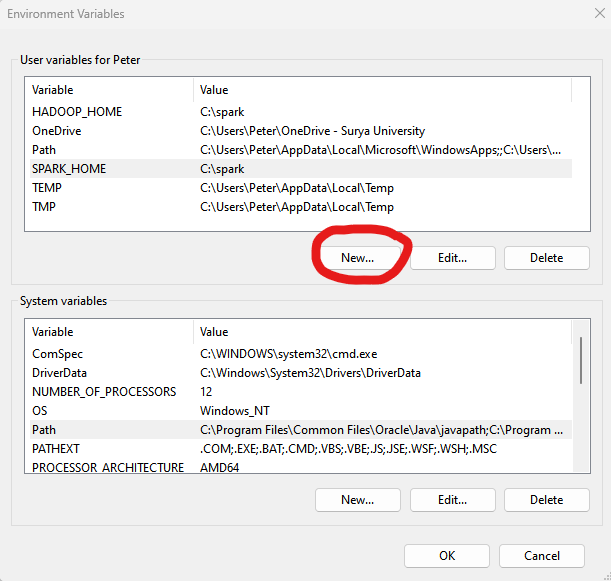 Environment Variables
User variables for Peter
Variable Value
HADOOP_HOME C:\spark
OneDrive C:\Users\Peter\OneDrive - Surya University
Path C:\Users\Peter\AppData\Local\Microsoft\WindowsApps;;C:\Users\...
SPARK_HOME C:\spark
TEMP C:\Users\Peter\AppData\Local\Temp
TMP C:\Users\Peter\AppData\Local\Temp
New... Edit... Delete
System variables
Variable Value
ComSpec C:\WINDOWS\system32\cmd.exe
DriverData C:\Windows\System32\Drivers\DriverData
NUMBER_OF_PROCESSORS 12
OS Windows_NT
Path C:\Program Files\Common Files\Oracle\Java\javapath;C:\Program ...
PATHEXT .COM;.EXE;.BAT;.CMD;.VBS;.VBE;.JS;.JSE;.WSF;.WSH;.MSC
PROCESSOR_ARCHITECTURE AMD64
New... Edit... Delete
OK Cancel